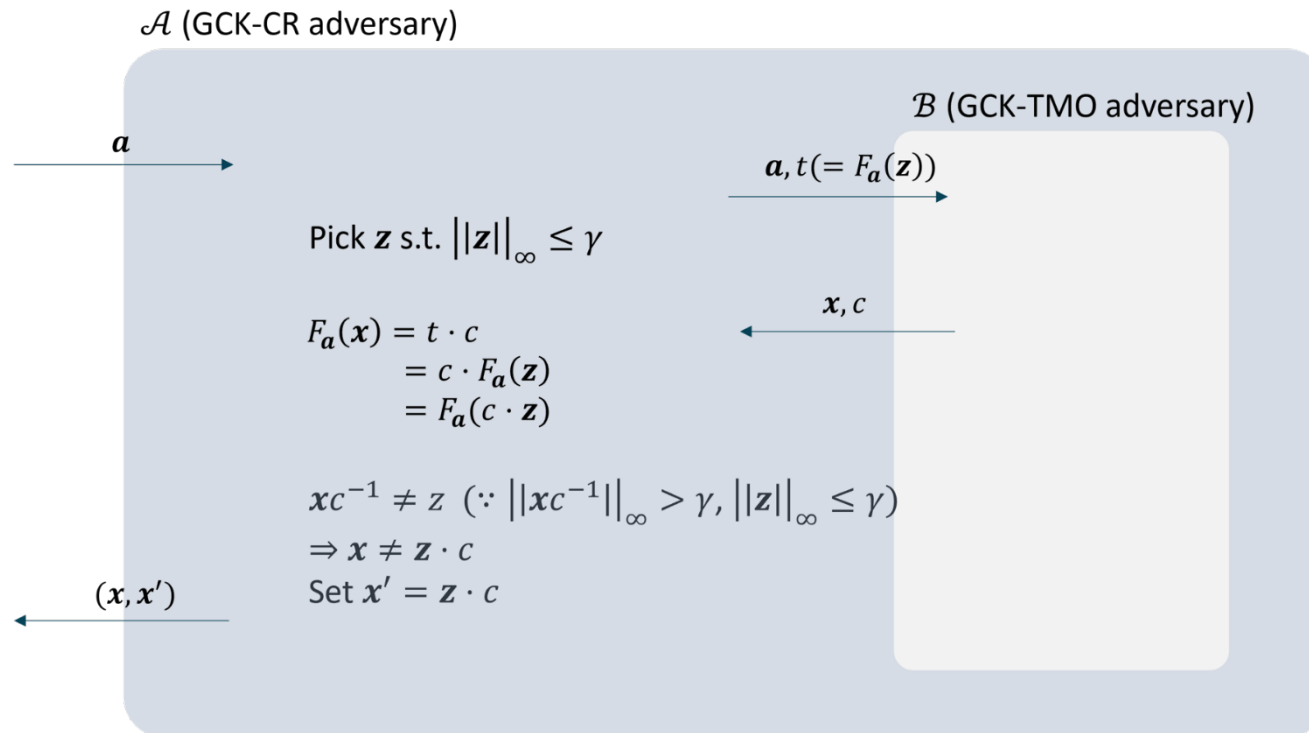 𝒜 (GCK-CR adversary)
ℬ (GCK-TMO adversary)
𝒂
𝒂, t(= F_𝒂(𝒛))
Pick 𝒛 s.t. ||𝒛||_∞ ≤ γ
𝒙, c
F_𝒂(𝒙) = t · c
= c · F_𝒂(𝒛)
= F_𝒂(c · 𝒛)
𝒙c⁻¹ ≠ z (∵ ||𝒙c⁻¹||_∞ > γ, ||𝒛||_∞ ≤ γ)
⇒ 𝒙 ≠ 𝒛 · c
(𝒙, 𝒙′)
Set 𝒙′ = 𝒛 · c